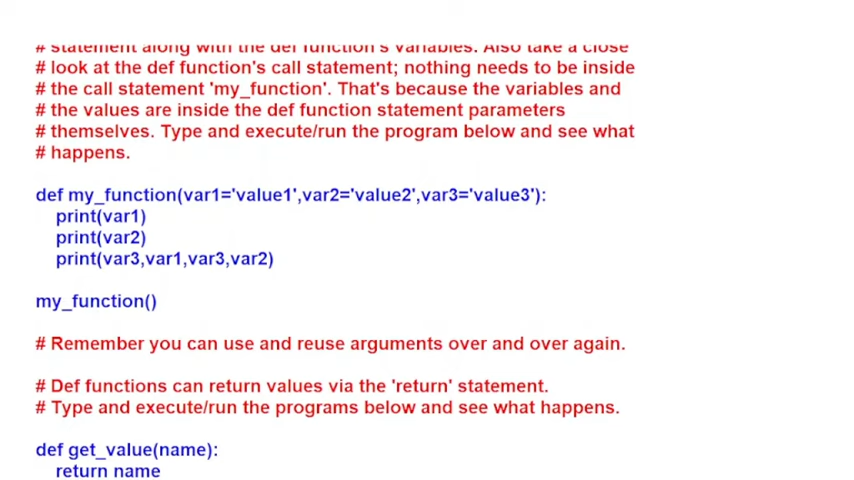 # statement along with the def function's variables. Also take a close
# look at the def function's call statement; nothing needs to be inside
# the call statement 'my_function'. That's because the variables and
# the values are inside the def function statement parameters
# themselves. Type and execute/run the program below and see what
# happens.
def my_function(var1='value1',var2='value2',var3='value3'):
    print(var1)
    print(var2)
    print(var3,var1,var3,var2)
my_function()
# Remember you can use and reuse arguments over and over again.
# Def functions can return values via the 'return' statement.
# Type and execute/run the programs below and see what happens.
def get_value(name):
    return name